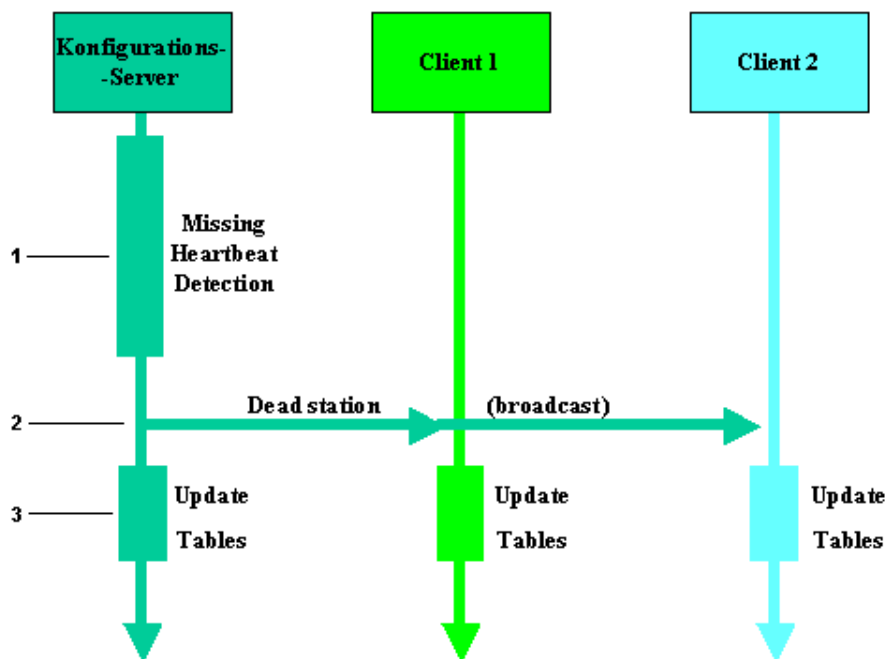 Konfigurations-
-Server
Client 1
Client 2
1
Missing
Heartbeat
Detection
2
Dead station
(broadcast)
3
Update
Tables
Update
Tables
Update
Tables